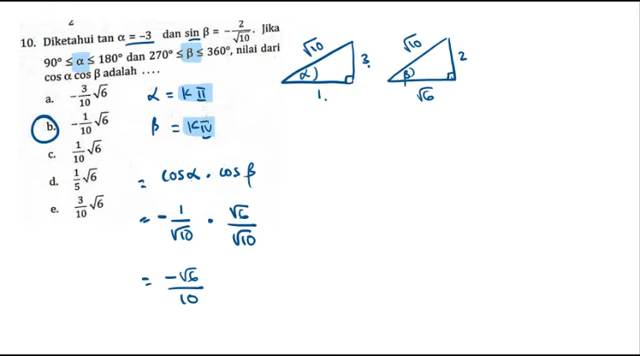 10. Diketahui tan α = −3 dan sin β = −2/√10. Jika
90° ≤ α ≤ 180° dan 270° ≤ β ≤ 360°, nilai dari
cos α cos β adalah ....
a. −3/10 √6
b. −1/10 √6
c. 1/10 √6
d. 1/5 √6
e. 3/10 √6
α = K II
β = K IV
= cos α . cos β
= −1/√10 . √6/√10
= −√6/10
√10
3
α
1
√10
2
β
√6